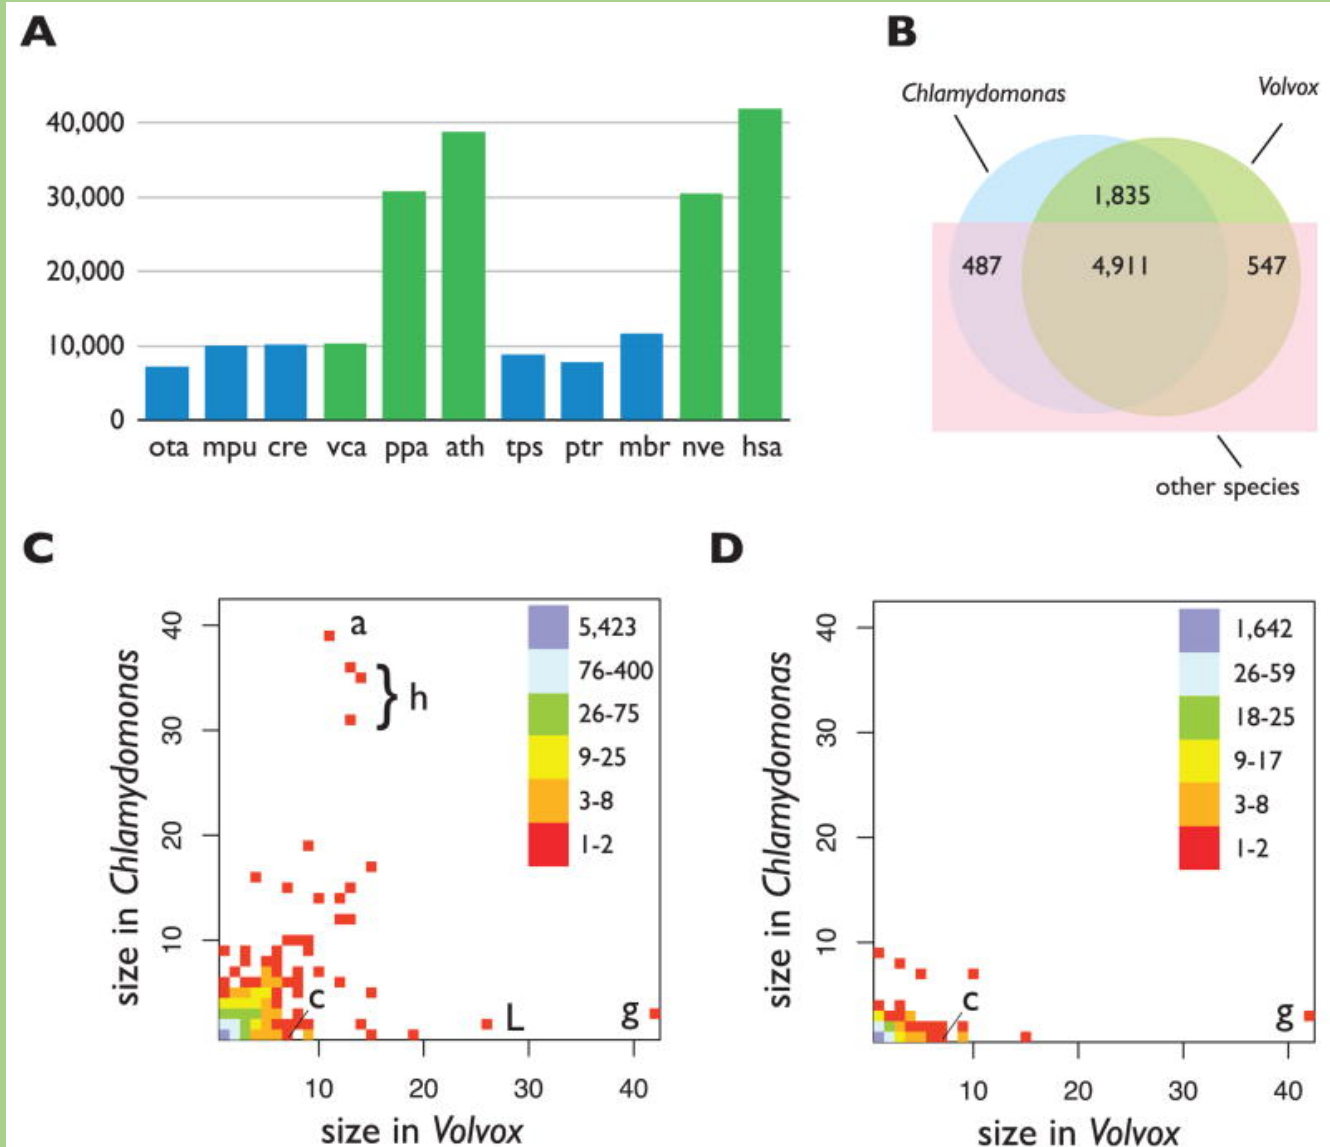 A
40,000
30,000
20,000
10,000
0
ota mpu cre vca ppa ath tps ptr mbr nve hsa
B
Chlamydomonas
Volvox
1,835
487
4,911
547
other species
C
size in Chlamydomonas
40
30
20
10
a
h
c
L
g
5,423
76-400
26-75
9-25
3-8
1-2
10 20 30 40
size in Volvox
D
size in Chlamydomonas
40
30
20
10
c
g
1,642
26-59
18-25
9-17
3-8
1-2
10 20 30 40
size in Volvox